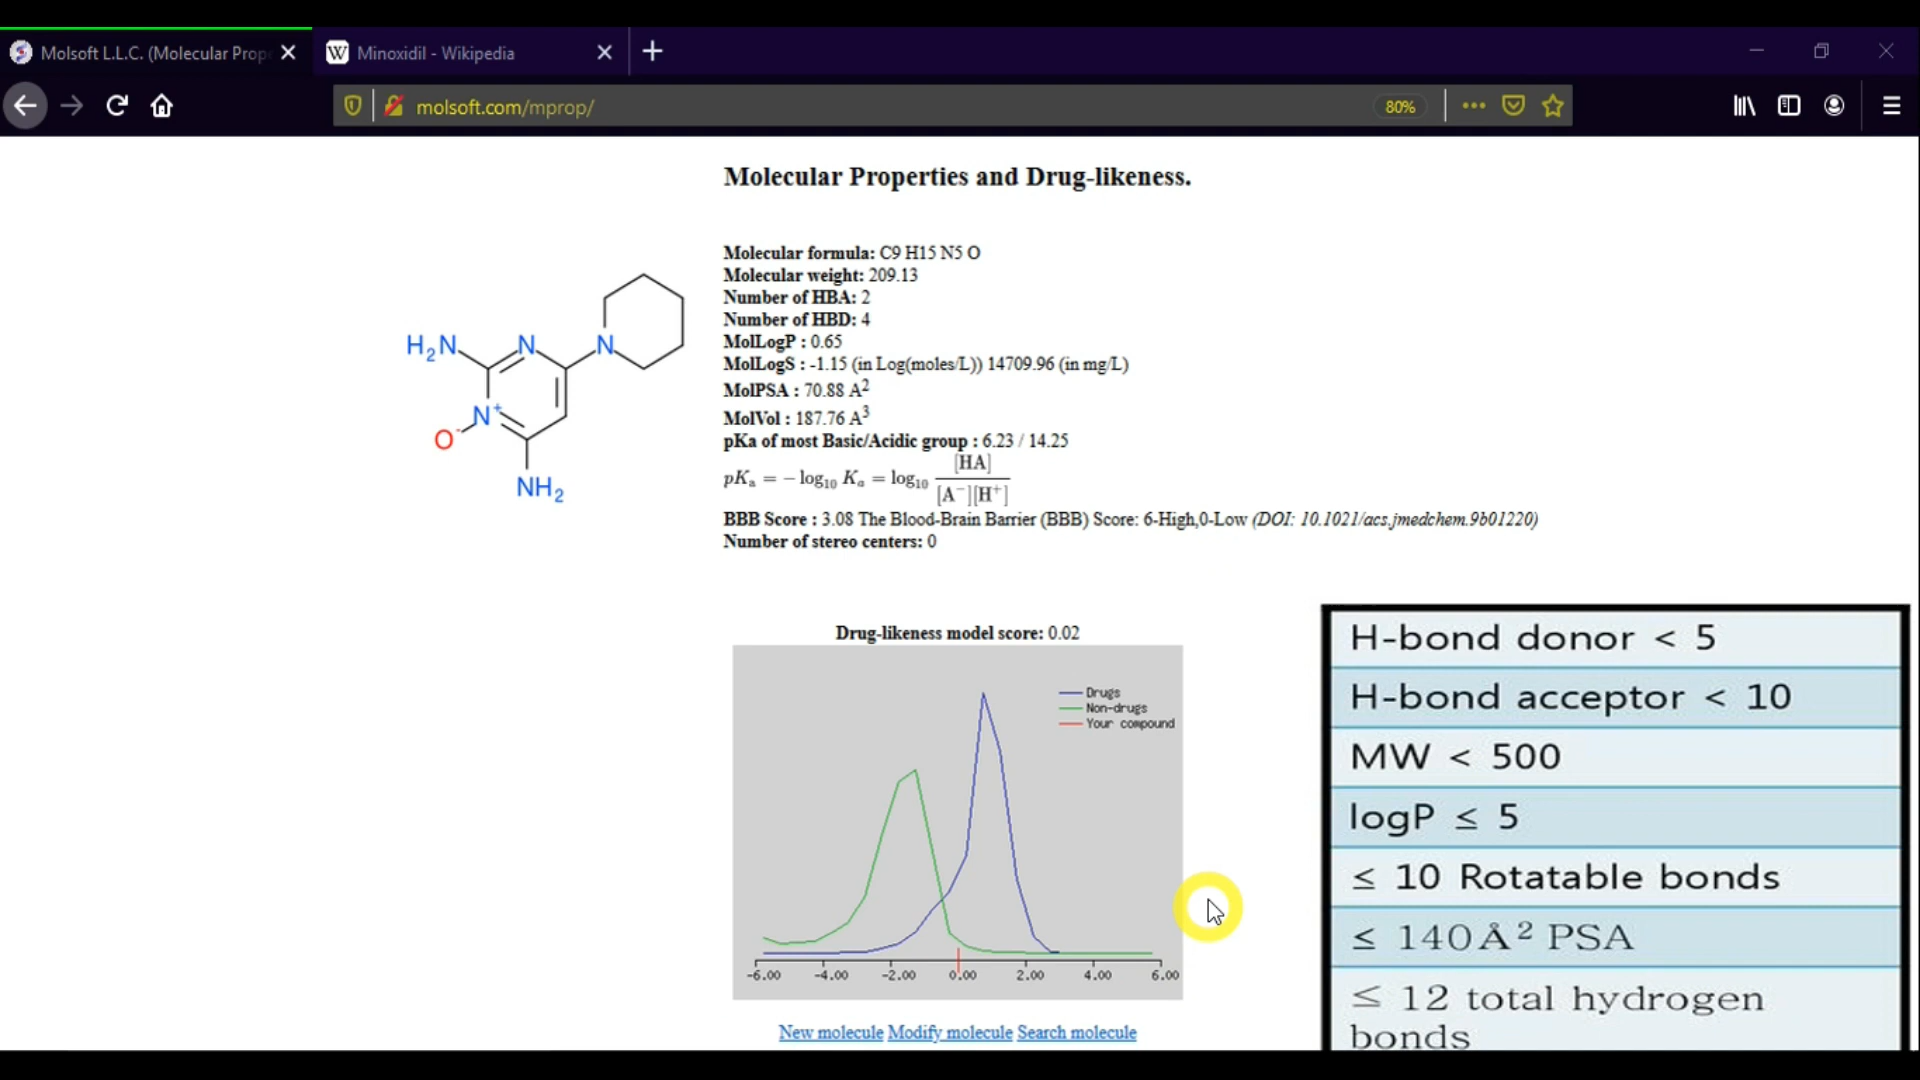 Molsoft L.L.C. (Molecular Prop
Minoxidil - Wikipedia
molsoft.com/mprop/
80%
Molecular Properties and Drug-likeness.
Molecular formula: C9 H15 N5 O
Molecular weight: 209.13
Number of HBA: 2
Number of HBD: 4
MolLogP : 0.65
MolLogS : -1.15 (in Log(moles/L)) 14709.96 (in mg/L)
MolPSA : 70.88 A²
MolVol : 187.76 A³
pKa of most Basic/Acidic group : 6.23 / 14.25
pKₐ = − log₁₀ Kₐ = log₁₀ [HA] / [A⁻][H⁺]
BBB Score : 3.08 The Blood-Brain Barrier (BBB) Score: 6-High,0-Low (DOI: 10.1021/acs.jmedchem.9b01220)
Number of stereo centers: 0
H₂N
N
N
N⁺
O⁻
NH₂
Drug-likeness model score: 0.02
Drugs
Non-drugs
Your compound
-6.00 -4.00 -2.00 0.00 2.00 4.00 6.00
New molecule Modify molecule Search molecule
H-bond donor < 5
H-bond acceptor < 10
MW < 500
logP ≤ 5
≤ 10 Rotatable bonds
≤ 140Å² PSA
≤ 12 total hydrogen
bonds